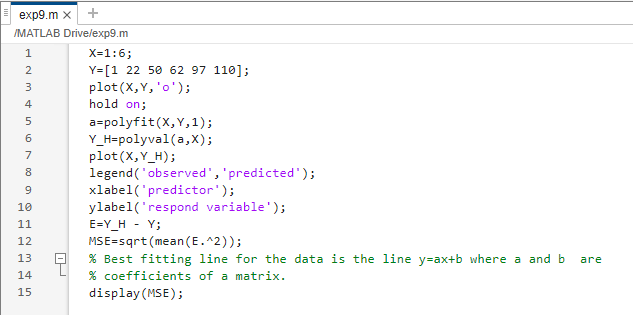 exp9.m × +
/MATLAB Drive/exp9.m
1 X=1:6;
2 Y=[1 22 50 62 97 110];
3 plot(X,Y,'o');
4 hold on;
5 a=polyfit(X,Y,1);
6 Y_H=polyval(a,X);
7 plot(X,Y_H);
8 legend('observed','predicted');
9 xlabel('predictor');
10 ylabel('respond variable');
11 E=Y_H - Y;
12 MSE=sqrt(mean(E.^2));
13 % Best fitting line for the data is the line y=ax+b where a and b  are
14 % coefficients of a matrix.
15 display(MSE);